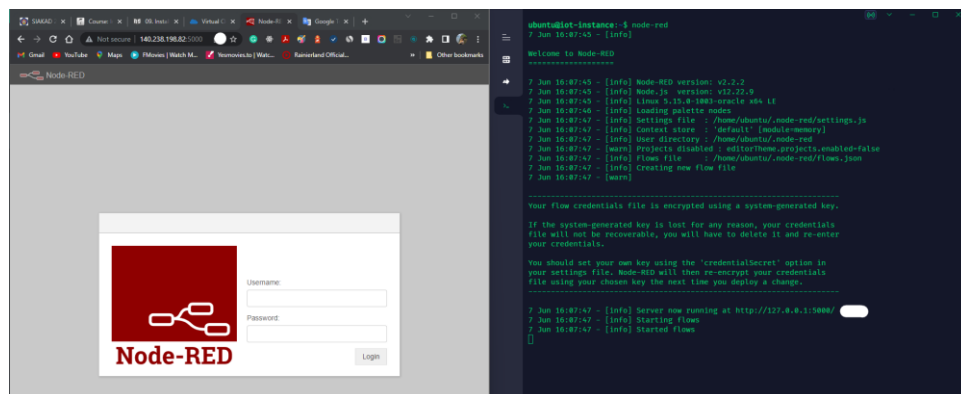 SIAKAD
Course
Virtual
Node-RE
Google
Not secure | 140.238.198.82:5000
Gmail
YouTube
Maps
FMovies | Watch M...
Yesmovies.to | Watc...
Rainierland Official...
»
Other bookmarks
Node-RED
Node-RED
Username:
Password:
Login
ubuntu@iot-instance:~$ node-red
7 Jun 16:07:45 - [info]
Welcome to Node-RED
===================
7 Jun 16:07:45 - [info] Node-RED version: v2.2.2
7 Jun 16:07:45 - [info] Node.js  version: v12.22.9
7 Jun 16:07:45 - [info] Linux 5.15.0-1003-oracle x64 LE
7 Jun 16:07:46 - [info] Loading palette nodes
7 Jun 16:07:47 - [info] Settings file  : /home/ubuntu/.node-red/settings.js
7 Jun 16:07:47 - [info] Context store  : 'default' [module=memory]
7 Jun 16:07:47 - [info] User directory : /home/ubuntu/.node-red
7 Jun 16:07:47 - [warn] Projects disabled : editorTheme.projects.enabled=false
7 Jun 16:07:47 - [info] Flows file     : /home/ubuntu/.node-red/flows.json
7 Jun 16:07:47 - [info] Creating new flow file
7 Jun 16:07:47 - [warn]
---------------------------------------------------------------------
Your flow credentials file is encrypted using a system-generated key.
If the system-generated key is lost for any reason, your credentials
file will not be recoverable, you will have to delete it and re-enter
your credentials.
You should set your own key using the 'credentialSecret' option in
your settings file. Node-RED will then re-encrypt your credentials
file using your chosen key the next time you deploy a change.
---------------------------------------------------------------------
7 Jun 16:07:47 - [info] Server now running at http://127.0.0.1:5000/
7 Jun 16:07:47 - [info] Starting flows
7 Jun 16:07:47 - [info] Started flows